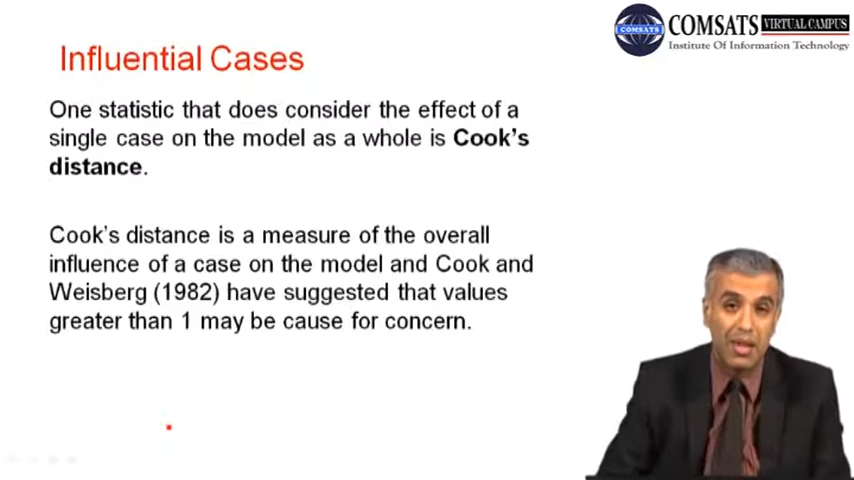 COMSATS
COMSATS VIRTUAL CAMPUS
Institute Of Information Technology
Influential Cases
One statistic that does consider the effect of a
single case on the model as a whole is Cook's
distance.
Cook's distance is a measure of the overall
influence of a case on the model and Cook and
Weisberg (1982) have suggested that values
greater than 1 may be cause for concern.